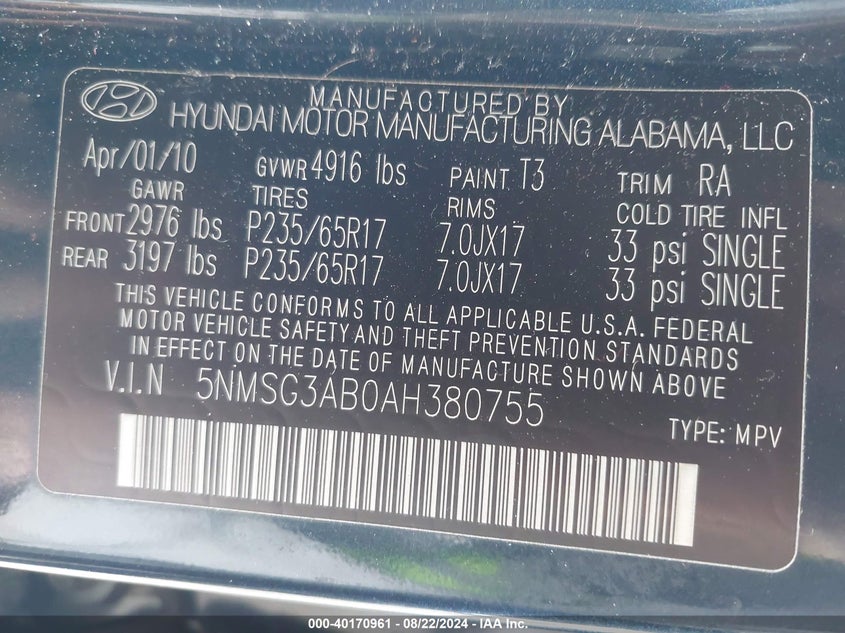 MANUFACTURED BY
HYUNDAI MOTOR MANUFACTURING ALABAMA, LLC
Apr/01/10 GVWR 4916 lbs PAINT T3 TRIM RA
GAWR TIRES RIMS COLD TIRE INFL
FRONT 2976 lbs P235/65R17 7.0JX17 33 psi SINGLE
REAR 3197 lbs P235/65R17 7.0JX17 33 psi SINGLE
THIS VEHICLE CONFORMS TO ALL APPLICABLE U.S.A. FEDERAL
MOTOR VEHICLE SAFETY AND THEFT PREVENTION STANDARDS
IN EFFECT ON THE DATE OF MANUFACTURE SHOWN ABOVE.
V.I.N 5NMSG3AB0AH380755
TYPE: MPV
000-40170961 - 08/22/2024 - IAA Inc.